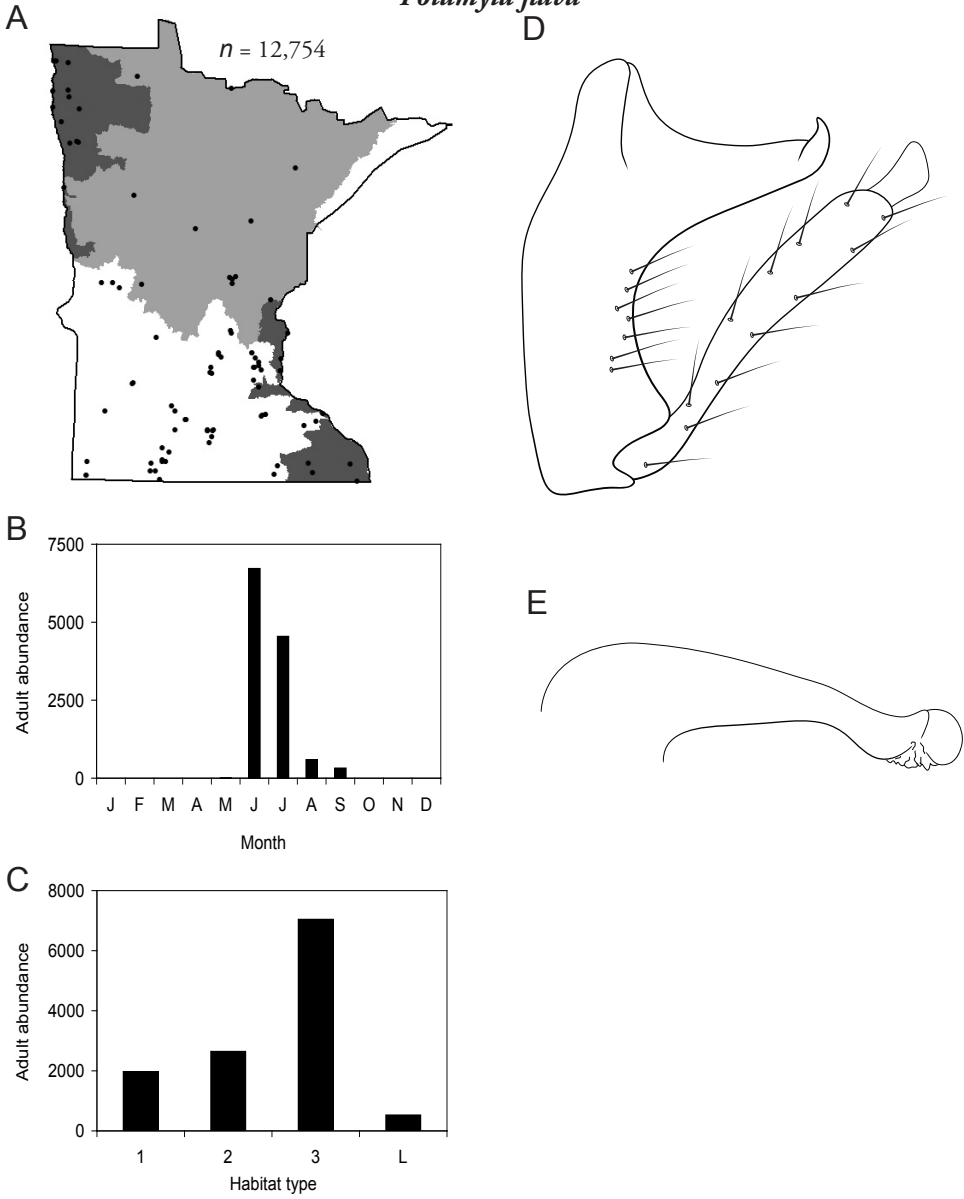 Potamyia flava
A
n = 12,754
D
B
7500
5000
2500
0
Adult abundance
J F M A M J J A S O N D
Month
E
C
8000
6000
4000
2000
0
Adult abundance
1 2 3 L
Habitat type